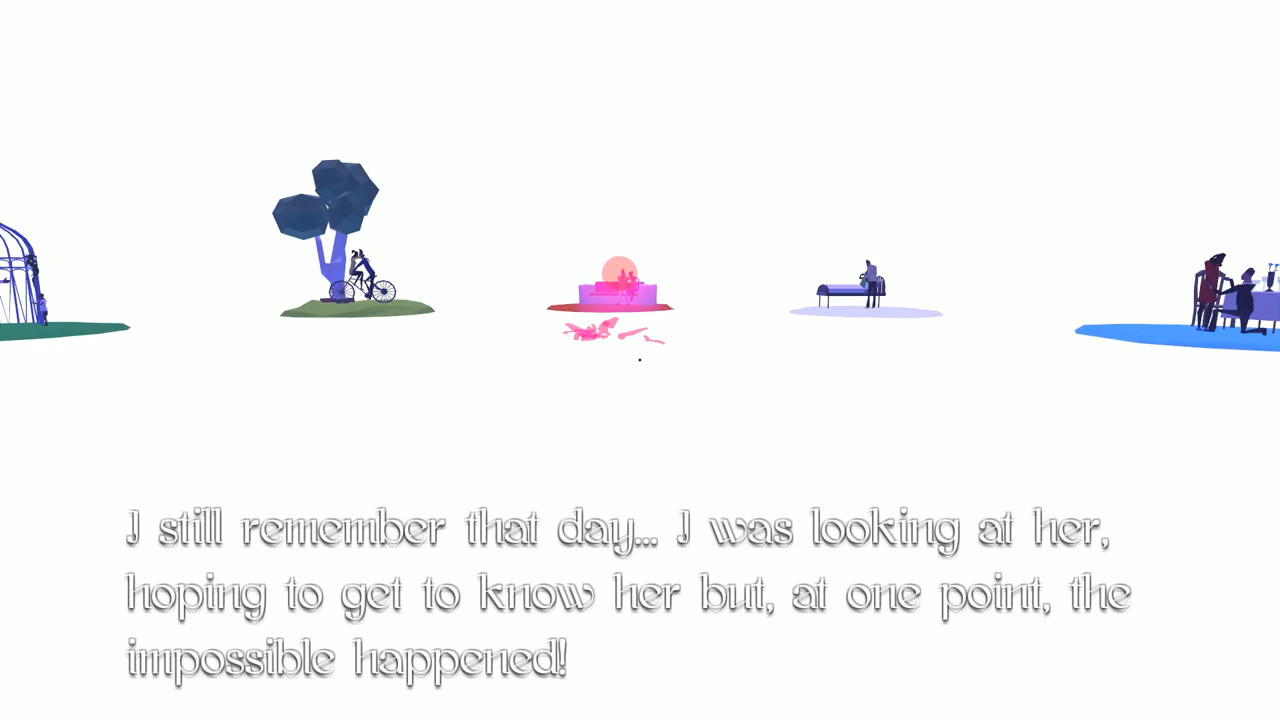 I still remember that day... I was looking at her,
hoping to get to know her but, at one point, the
impossible happened!